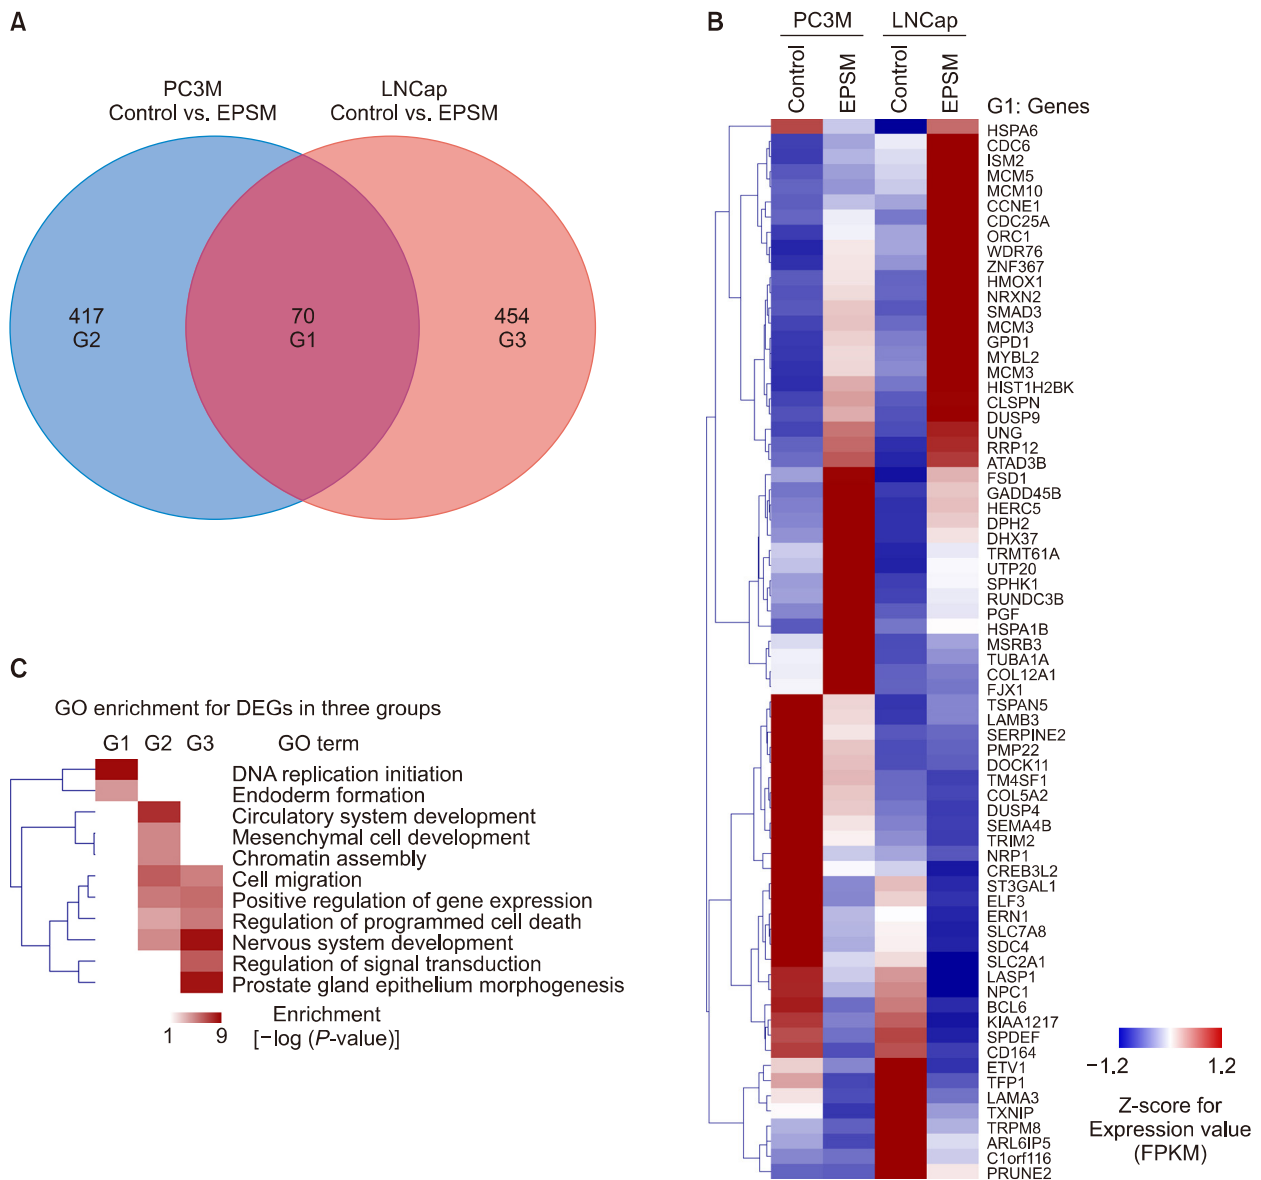 A
PC3M
Control vs. EPSM
LNCap
Control vs. EPSM
417
G2
70
G1
454
G3
B
PC3M
LNCap
Control
EPSM
Control
EPSM
G1: Genes
HSPA6
CDC6
ISM2
MCM5
MCM10
CCNE1
CDC25A
ORC1
WDR76
ZNF367
HMOX1
NRXN2
SMAD3
MCM3
GPD1
MYBL2
MCM3
HIST1H2BK
CLSPN
DUSP9
UNG
RRP12
ATAD3B
FSD1
GADD45B
HERC5
DPH2
DHX37
TRMT61A
UTP20
SPHK1
RUNDC3B
PGF
HSPA1B
MSRB3
TUBA1A
COL12A1
FJX1
TSPAN5
LAMB3
SERPINE2
PMP22
DOCK11
TM4SF1
COL5A2
DUSP4
SEMA4B
TRIM2
NRP1
CREB3L2
ST3GAL1
ELF3
ERN1
SLC7A8
SDC4
SLC2A1
LASP1
NPC1
BCL6
KIAA1217
SPDEF
CD164
ETV1
TFP1
LAMA3
TXNIP
TRPM8
ARL6IP5
C1orf116
PRUNE2
−1.2
1.2
Z-score for
Expression value
(FPKM)
C
GO enrichment for DEGs in three groups
G1 G2 G3
GO term
DNA replication initiation
Endoderm formation
Circulatory system development
Mesenchymal cell development
Chromatin assembly
Cell migration
Positive regulation of gene expression
Regulation of programmed cell death
Nervous system development
Regulation of signal transduction
Prostate gland epithelium morphogenesis
1
9
Enrichment
[−log (P-value)]